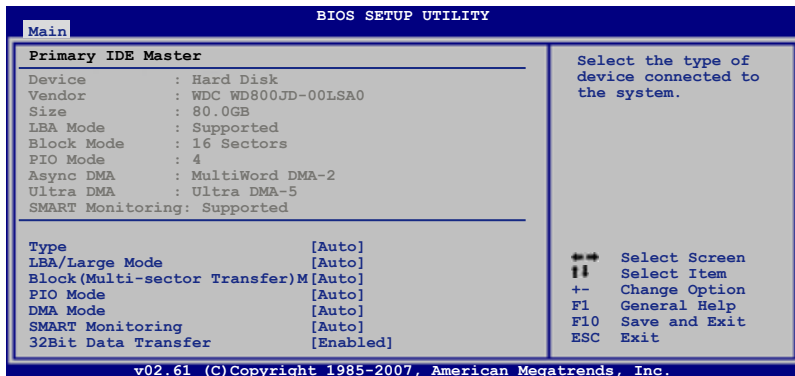 BIOS SETUP UTILITY
Main
Primary IDE Master
Device : Hard Disk
Vendor : WDC WD800JD-00LSA0
Size : 80.0GB
LBA Mode : Supported
Block Mode : 16 Sectors
PIO Mode : 4
Async DMA : MultiWord DMA-2
Ultra DMA : Ultra DMA-5
SMART Monitoring: Supported
Type [Auto]
LBA/Large Mode [Auto]
Block(Multi-sector Transfer)M[Auto]
PIO Mode [Auto]
DMA Mode [Auto]
SMART Monitoring [Auto]
32Bit Data Transfer [Enabled]
Select the type of
device connected to
the system.
Select Screen
Select Item
+- Change Option
F1 General Help
F10 Save and Exit
ESC Exit
v02.61 (C)Copyright 1985-2007, American Megatrends, Inc.